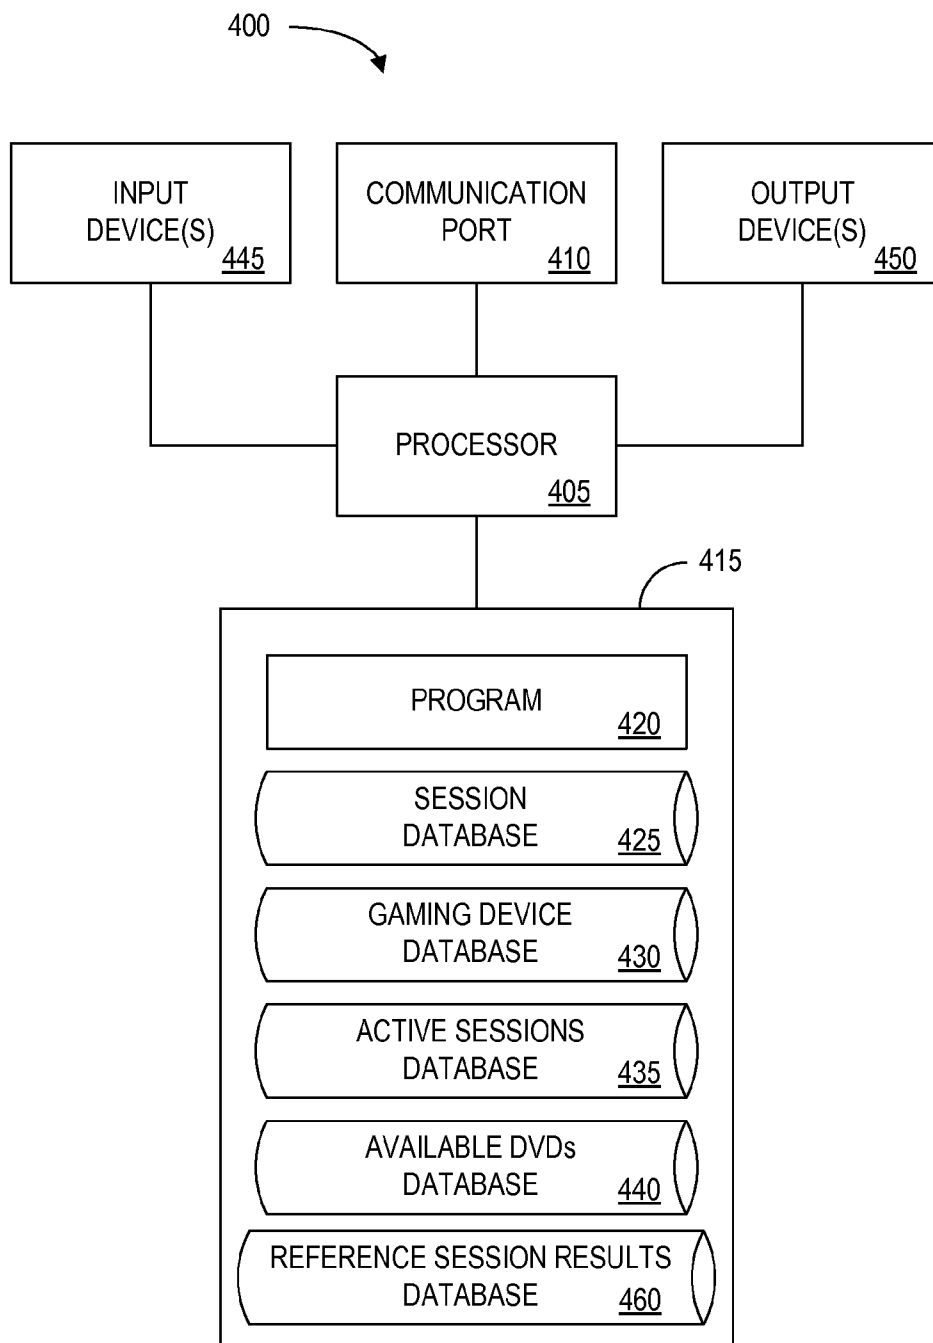 400
INPUT
DEVICE(S)
445
COMMUNICATION
PORT
410
OUTPUT
DEVICE(S)
450
PROCESSOR
405
415
PROGRAM
420
SESSION
DATABASE
425
GAMING DEVICE
DATABASE
430
ACTIVE SESSIONS
DATABASE
435
AVAILABLE DVDs
DATABASE
440
REFERENCE SESSION RESULTS
DATABASE
460